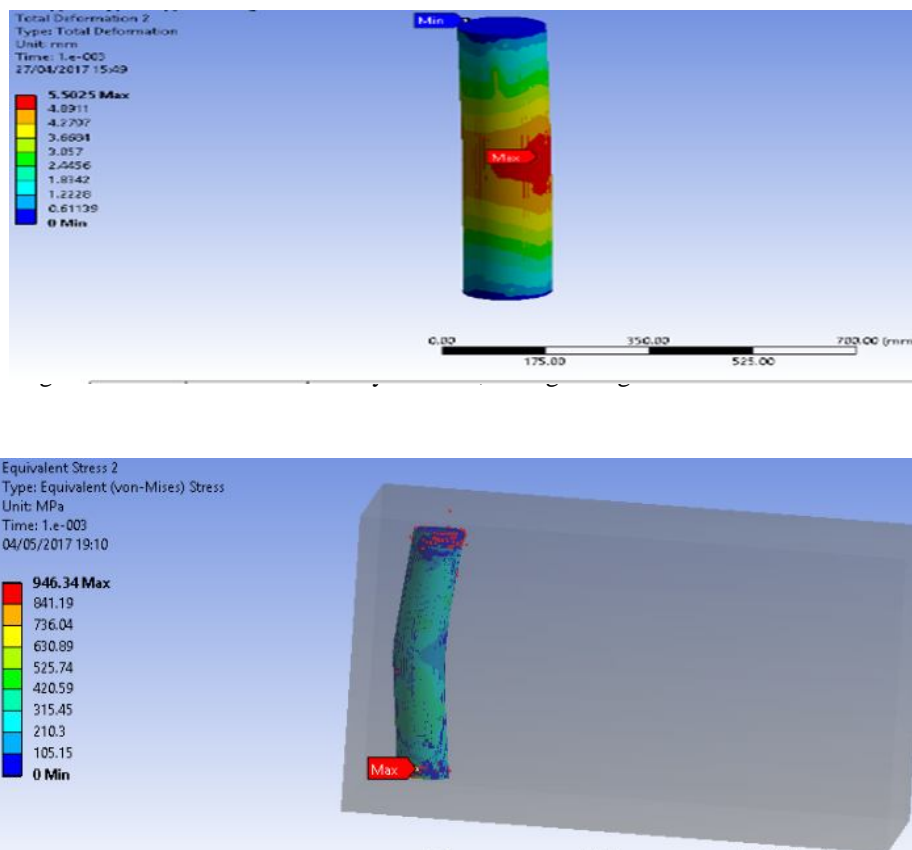 Total Deformation 2
Type: Total Deformation
Unit: mm
Time: 1.e-003
27/04/2017 15:49
5.5025 Max
4.8911
4.2797
3.6684
3.057
2.4456
1.8342
1.2228
0.61139
0 Min
Min
Max
0.00 350.00 700.00 (mm
175.00 525.00
Equivalent Stress 2
Type: Equivalent (von-Mises) Stress
Unit: MPa
Time: 1.e-003
04/05/2017 19:10
946.34 Max
841.19
736.04
630.89
525.74
420.59
315.45
210.3
105.15
0 Min
Max